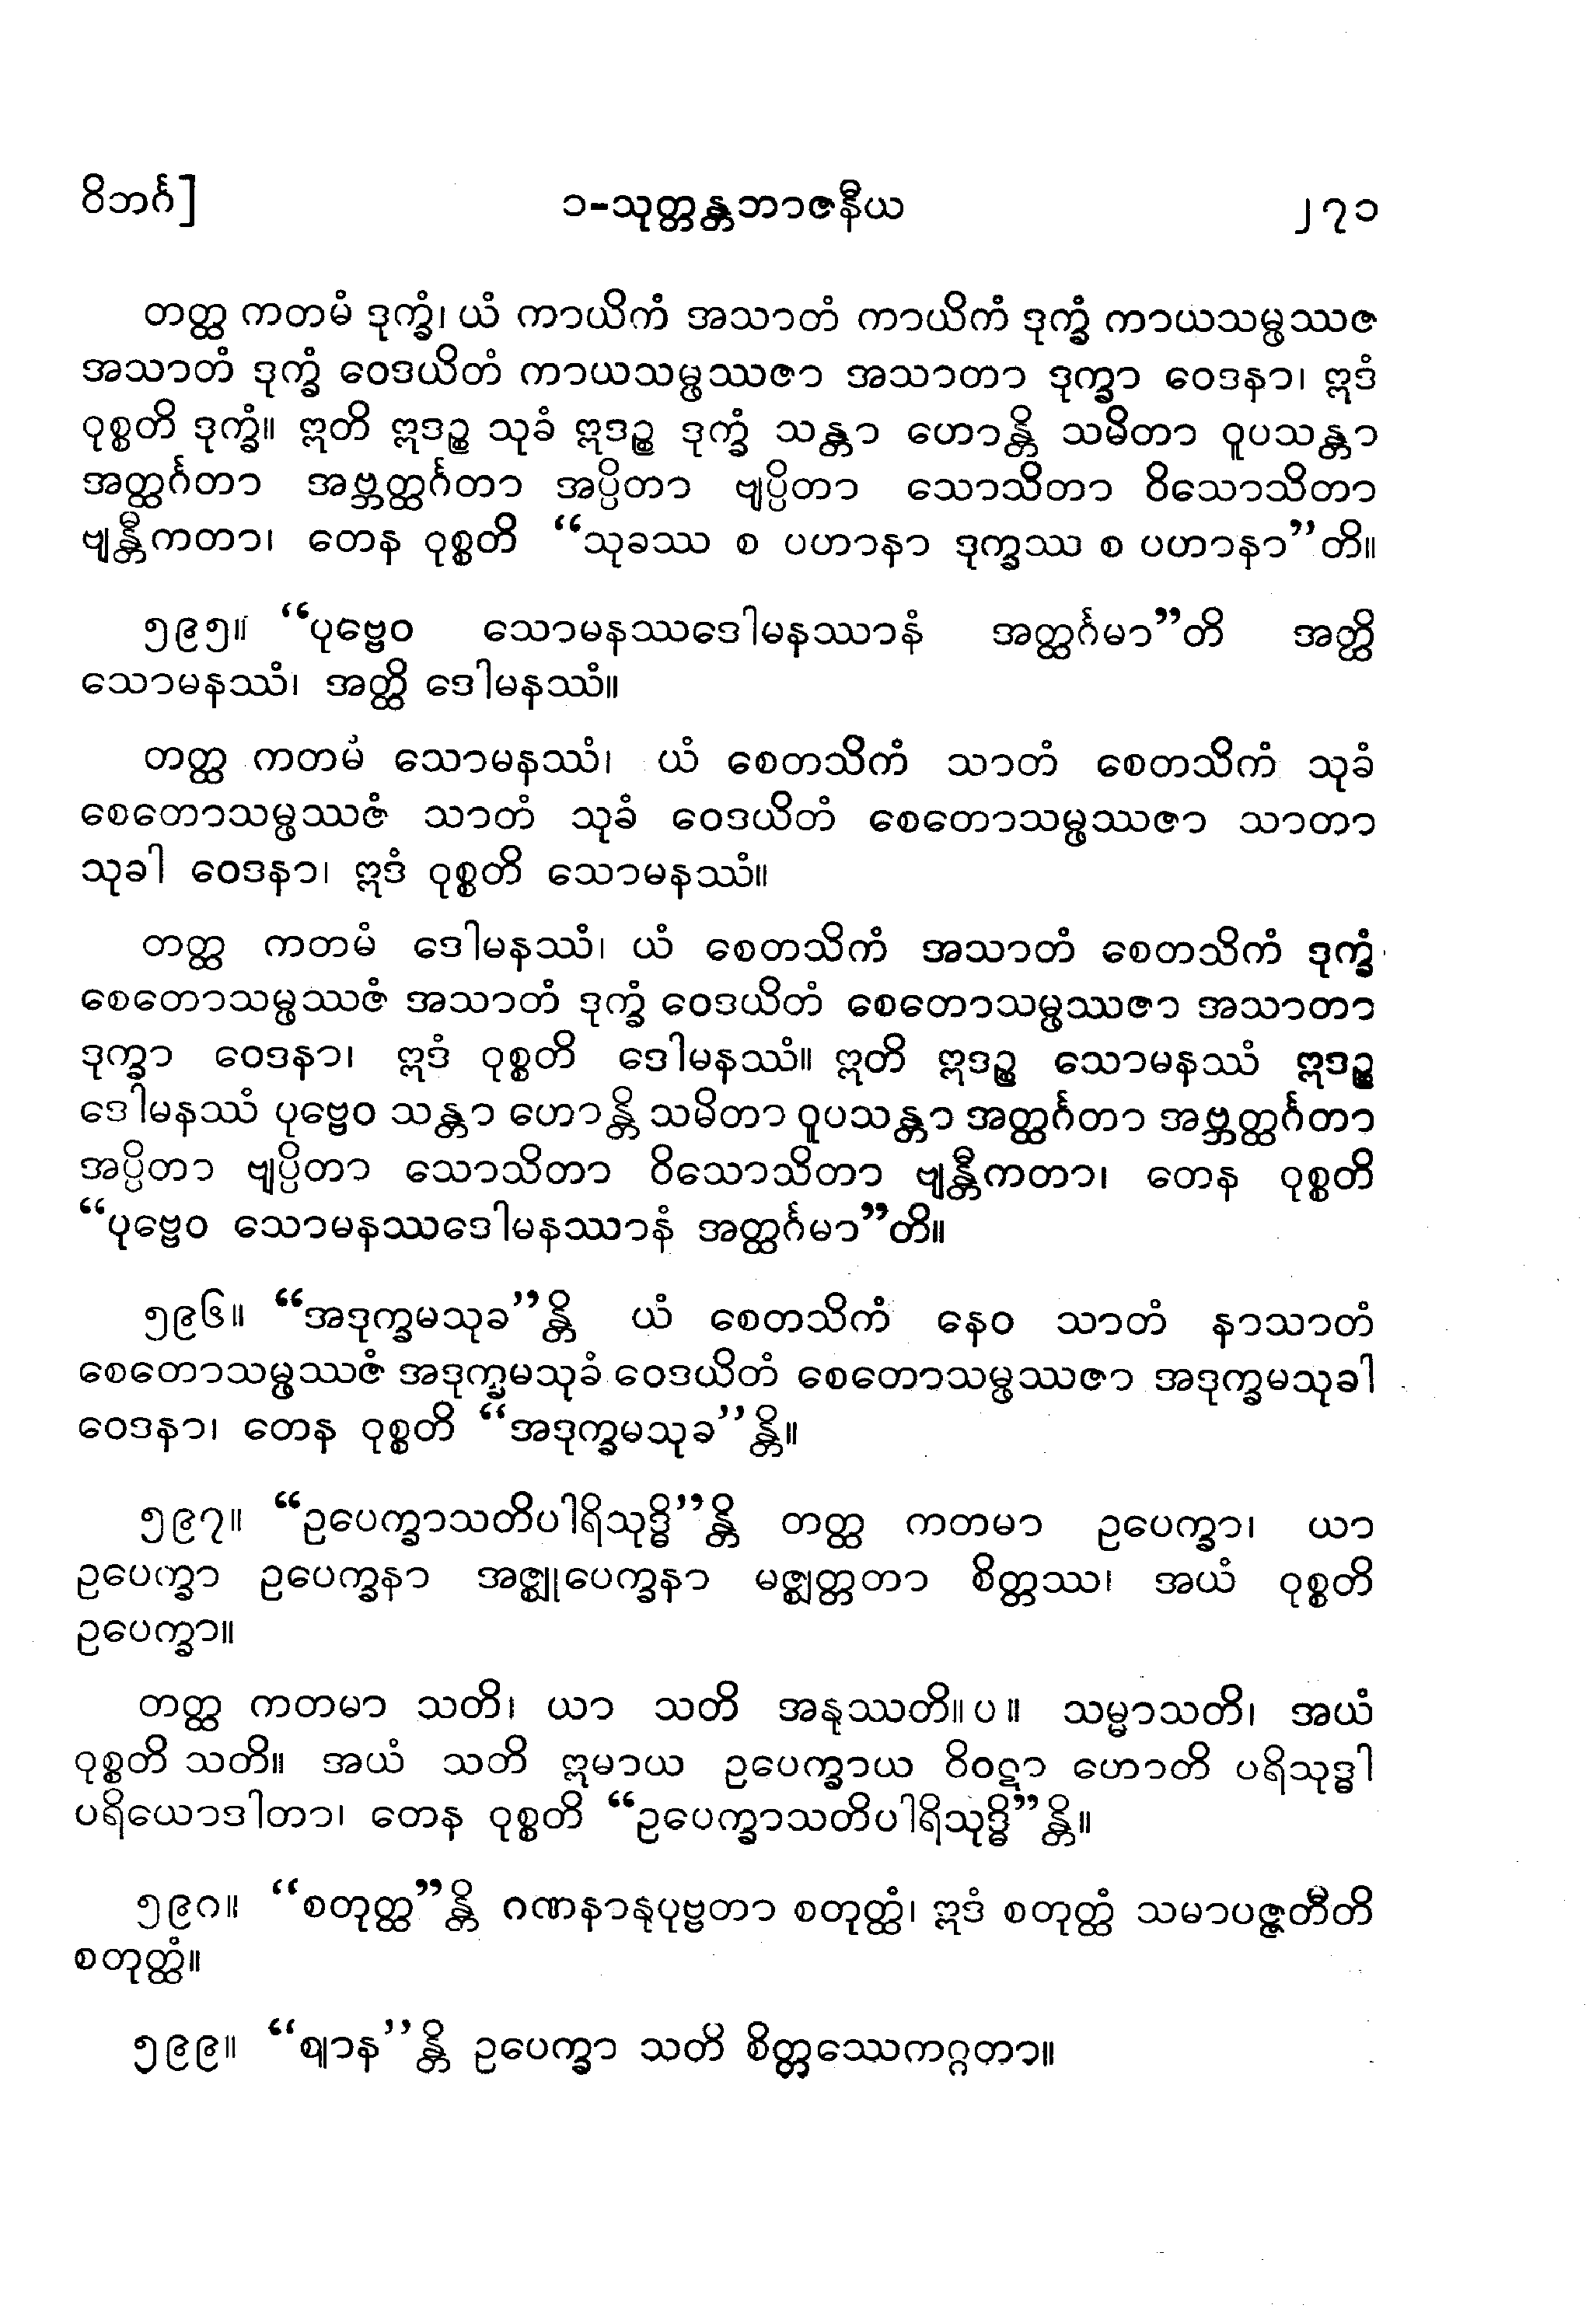 ဝိဘင်္ဂ] ၁-သုတ္တန္တဘာဇနီယ ၂၇၁
တတ္ထ ကတမံ ဒုက္ခံ၊ ယံ ကာယိကံ အသာတံ ကာယိကံ ဒုက္ခံ ကာယသမ္ဖဿဇ
အသာတံ ဒုက္ခံ ဝေဒယိတံ ကာယသမ္ဖဿဇာ အသာတာ ဒုက္ခာ ဝေဒနာ၊ ဣဒံ
ဝုစ္စတိ ဒုက္ခံ။ ဣတိ ဣဒဉ္စ သုခံ ဣဒဉ္စ ဒုက္ခံ သန္တာ ဟောန္တိ သမိတာ ဝူပသန္တာ
အတ္ထင်္ဂတာ အဗ္ဘတ္ထင်္ဂတာ အပ္ပိတာ ဗျပ္ပိတာ သောသိတာ ဝိသောသိတာ
ဗျန္တီကတာ၊ တေန ဝုစ္စတိ “သုခဿ စ ပဟာနာ ဒုက္ခဿ စ ပဟာနာ”တိ။
၅၉၅။ “ပုဗ္ဗေဝ သောမနဿဒေါမနဿာနံ အတ္ထင်္ဂမာ”တိ အတ္ထိ
သောမနဿံ၊ အတ္ထိ ဒေါမနဿံ။
တတ္ထ ကတမံ သောမနဿံ၊ ယံ စေတသိကံ သာတံ စေတသိကံ သုခံ
စေတောသမ္ဖဿဇံ သာတံ သုခံ ဝေဒယိတံ စေတောသမ္ဖဿဇာ သာတာ
သုခါ ဝေဒနာ၊ ဣဒံ ဝုစ္စတိ သောမနဿံ။
တတ္ထ ကတမံ ဒေါမနဿံ၊ ယံ စေတသိကံ အသာတံ စေတသိကံ ဒုက္ခံ
စေတောသမ္ဖဿဇံ အသာတံ ဒုက္ခံ ဝေဒယိတံ စေတောသမ္ဖဿဇာ အသာတာ
ဒုက္ခာ ဝေဒနာ၊ ဣဒံ ဝုစ္စတိ ဒေါမနဿံ။ ဣတိ ဣဒဉ္စ သောမနဿံ ဣဒဉ္စ
ဒေါမနဿံ ပုဗ္ဗေဝ သန္တာ ဟောန္တိ သမိတာ ဝူပသန္တာ အတ္ထင်္ဂတာ အဗ္ဘတ္ထင်္ဂတာ
အပ္ပိတာ ဗျပ္ပိတာ သောသိတာ ဝိသောသိတာ ဗျန္တီကတာ၊ တေန ဝုစ္စတိ
“ပုဗ္ဗေဝ သောမနဿဒေါမနဿာနံ အတ္ထင်္ဂမာ”တိ။
၅၉၆။ “အဒုက္ခမသုခ”န္တိ ယံ စေတသိကံ နေဝ သာတံ နာသာတံ
စေတောသမ္ဖဿဇံ အဒုက္ခမသုခံ ဝေဒယိတံ စေတောသမ္ဖဿဇာ အဒုက္ခမသုခါ
ဝေဒနာ၊ တေန ဝုစ္စတိ “အဒုက္ခမသုခ”န္တိ။
၅၉၇။ “ဥပေက္ခာသတိပါရိသုဒ္ဓိ”န္တိ တတ္ထ ကတမာ ဥပေက္ခာ၊ ယာ
ဥပေက္ခာ ဥပေက္ခနာ အဇ္ဈုပေက္ခနာ မဇ္ဈတ္တတာ စိတ္တဿ၊ အယံ ဝုစ္စတိ
ဥပေက္ခာ။
တတ္ထ ကတမာ သတိ၊ ယာ သတိ အနုဿတိ။ပ။ သမ္မာသတိ၊ အယံ
ဝုစ္စတိ သတိ။ အယံ သတိ ဣမာယ ဥပေက္ခာယ ဝိဝဋာ ဟောတိ ပရိသုဒ္ဓါ
ပရိယောဒါတာ၊ တေန ဝုစ္စတိ “ဥပေက္ခာသတိပါရိသုဒ္ဓိ”န္တိ။
၅၉၈။ “စတုတ္ထ”န္တိ ဂဏနာနုပုဗ္ဗတာ စတုတ္ထံ၊ ဣဒံ စတုတ္ထံ သမာပဇ္ဇတီတိ
စတုတ္ထံ။
၅၉၉။ “ဈာန”န္တိ ဥပေက္ခာ သတိ စိတ္တဿေကဂ္ဂတာ။